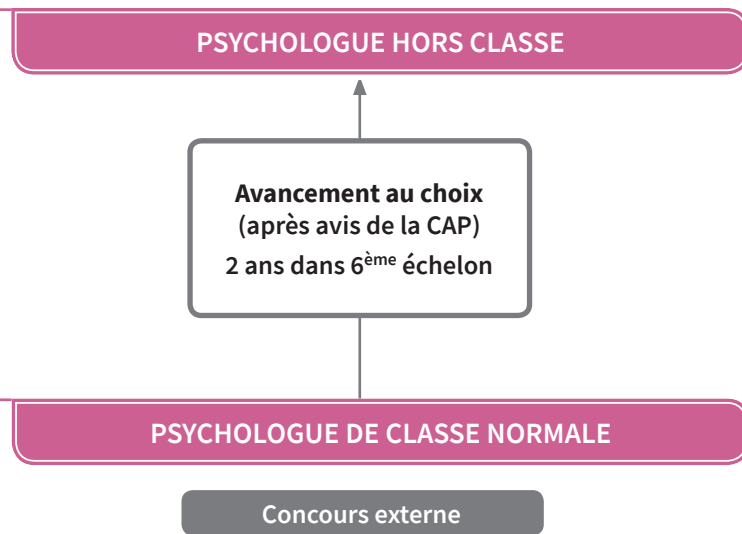 PSYCHOLOGUE HORS CLASSE
Avancement au choix
(après avis de la CAP)
2 ans dans 6ème échelon
PSYCHOLOGUE DE CLASSE NORMALE
Concours externe